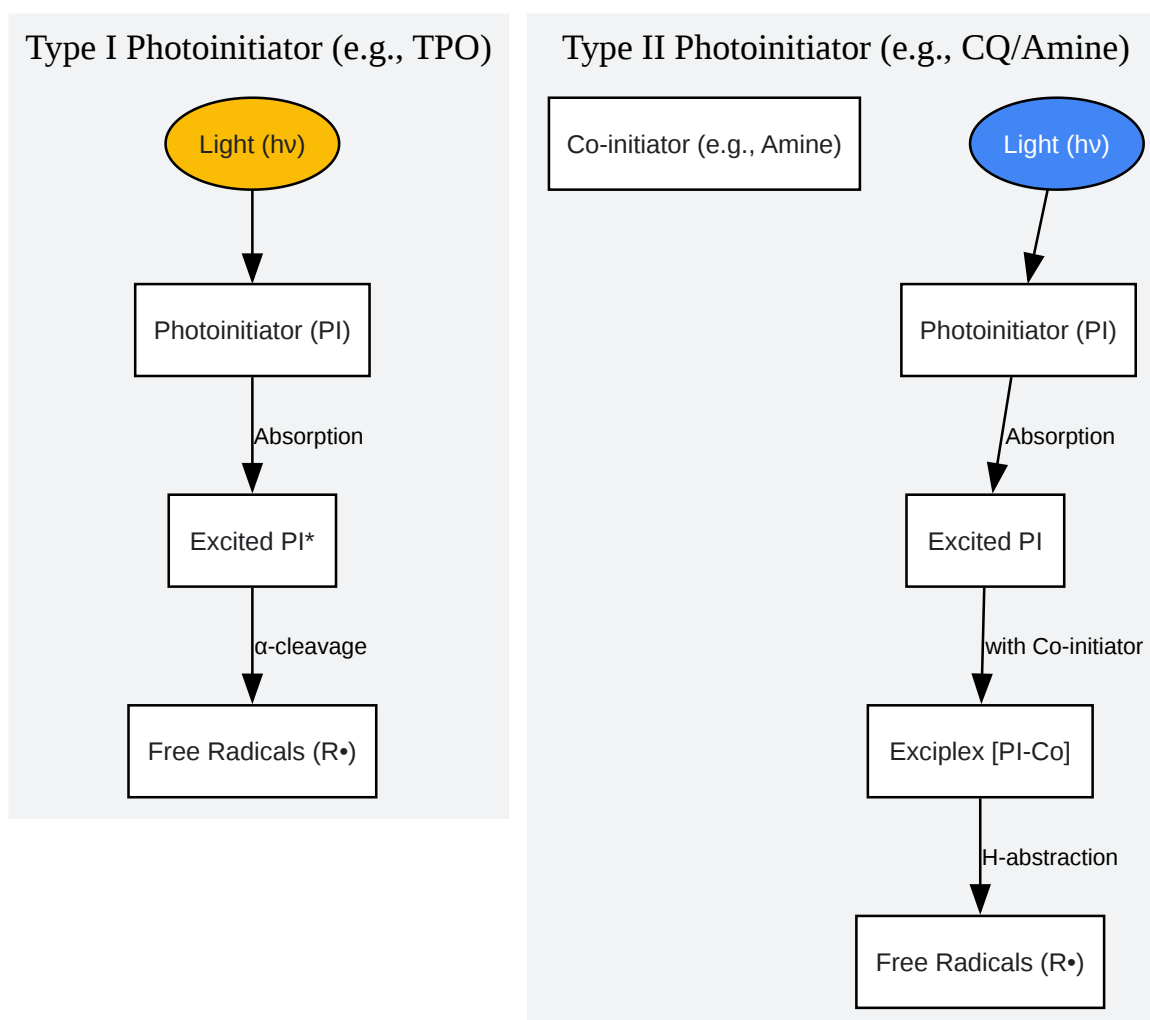 Type I Photoinitiator (e.g., TPO)
Light (hν)
Photoinitiator (PI)
Absorption
Excited PI*
α-cleavage
Free Radicals (R•)
Type II Photoinitiator (e.g., CQ/Amine)
Co-initiator (e.g., Amine)
Light (hν)
Photoinitiator (PI)
Absorption
Excited PI
with Co-initiator
Exciplex [PI-Co]
H-abstraction
Free Radicals (R•)